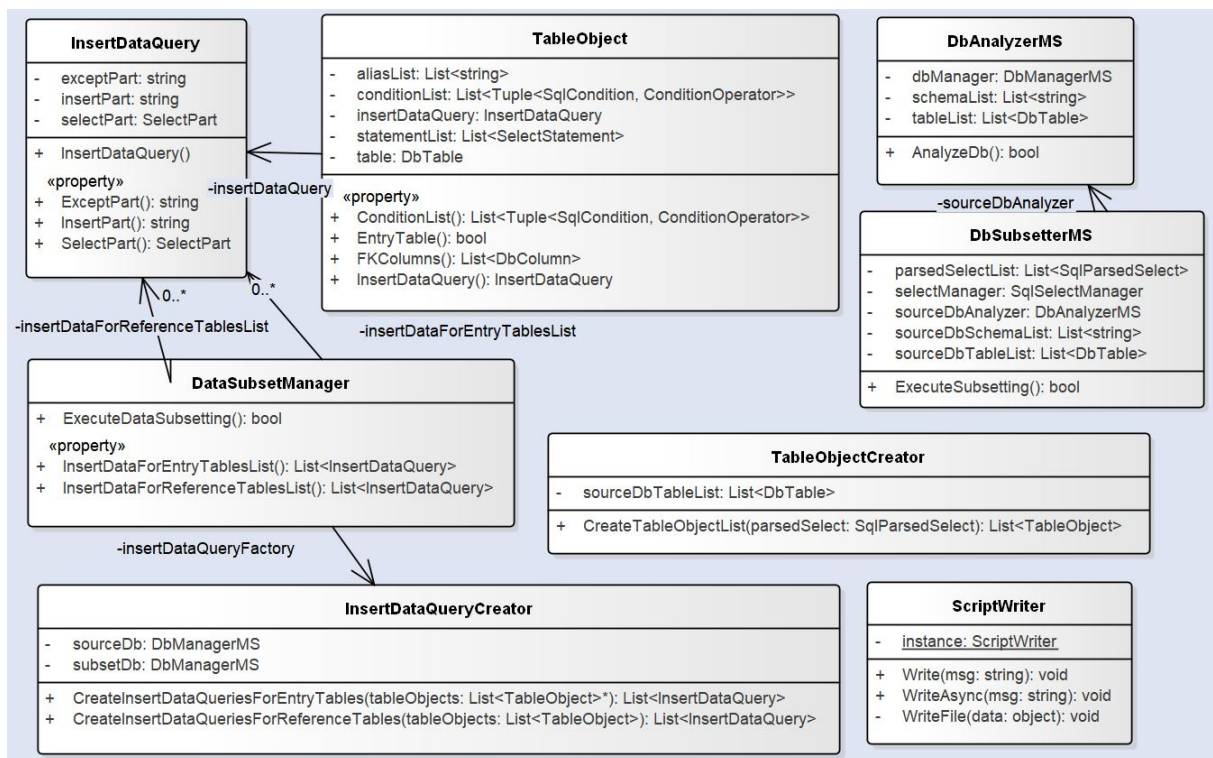 InsertDataQuery
- exceptPart: string
- insertPart: string
- selectPart: SelectPart
+ InsertDataQuery()
«property»
+ ExceptPart(): string
+ InsertPart(): string
+ SelectPart(): SelectPart
TableObject
- aliasList: List<string>
- conditionList: List<Tuple<SqlCondition, ConditionOperator>>
- insertDataQuery: InsertDataQuery
- statementList: List<SelectStatement>
- table: DbTable
«property»
+ ConditionList(): List<Tuple<SqlCondition, ConditionOperator>>
+ EntryTable(): bool
+ FKColumns(): List<DbColumn>
+ InsertDataQuery(): InsertDataQuery
DbAnalyzerMS
- dbManager: DbManagerMS
- schemaList: List<string>
- tableList: List<DbTable>
+ AnalyzeDb(): bool
-insertDataQuery
-sourceDbAnalyzer
DbSubsetterMS
- parsedSelectList: List<SqlParsedSelect>
- selectManager: SqlSelectManager
- sourceDbAnalyzer: DbAnalyzerMS
- sourceDbSchemaList: List<string>
- sourceDbTableList: List<DbTable>
+ ExecuteSubsetting(): bool
0..*
0..*
-insertDataForReferenceTablesList
-insertDataForEntryTablesList
DataSubsetManager
+ ExecuteDataSubsetting(): bool
«property»
+ InsertDataForEntryTablesList(): List<InsertDataQuery>
+ InsertDataForReferenceTablesList(): List<InsertDataQuery>
TableObjectCreator
- sourceDbTableList: List<DbTable>
+ CreateTableObjectList(parsedSelect: SqlParsedSelect): List<TableObject>
-insertDataQueryFactory
InsertDataQueryCreator
- sourceDb: DbManagerMS
- subsetDb: DbManagerMS
+ CreateInsertDataQueriesForEntryTables(tableObjects: List<TableObject>*): List<InsertDataQuery>
+ CreateInsertDataQueriesForReferenceTables(tableObjects: List<TableObject>): List<InsertDataQuery>
ScriptWriter
- instance: ScriptWriter
+ Write(msg: string): void
+ WriteAsync(msg: string): void
- WriteFile(data: object): void